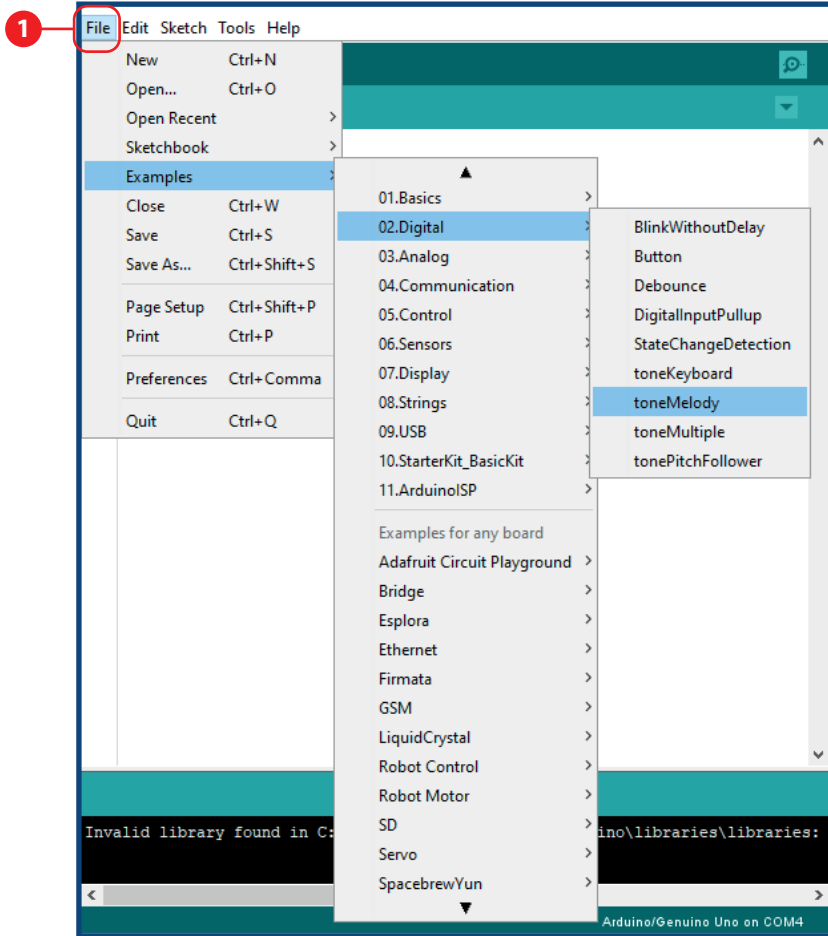 1
File Edit Sketch Tools Help
New Ctrl+N
Open... Ctrl+O
Open Recent >
Sketchbook >
Examples >
Close Ctrl+W
Save Ctrl+S
Save As... Ctrl+Shift+S
Page Setup Ctrl+Shift+P
Print Ctrl+P
Preferences Ctrl+Comma
Quit Ctrl+Q
01.Basics >
02.Digital >
03.Analog >
04.Communication >
05.Control >
06.Sensors >
07.Display >
08.Strings >
09.USB >
10.StarterKit_BasicKit >
11.ArduinoISP >
Examples for any board
Adafruit Circuit Playground >
Bridge >
Esplora >
Ethernet >
Firmata >
GSM >
LiquidCrystal >
Robot Control >
Robot Motor >
SD >
Servo >
SpacebrewYun >
BlinkWithoutDelay
Button
Debounce
DigitalInputPullup
StateChangeDetection
toneKeyboard
toneMelody
toneMultiple
tonePitchFollower
Invalid library found in C: ino\libraries\libraries:
Arduino/Genuino Uno on COM4